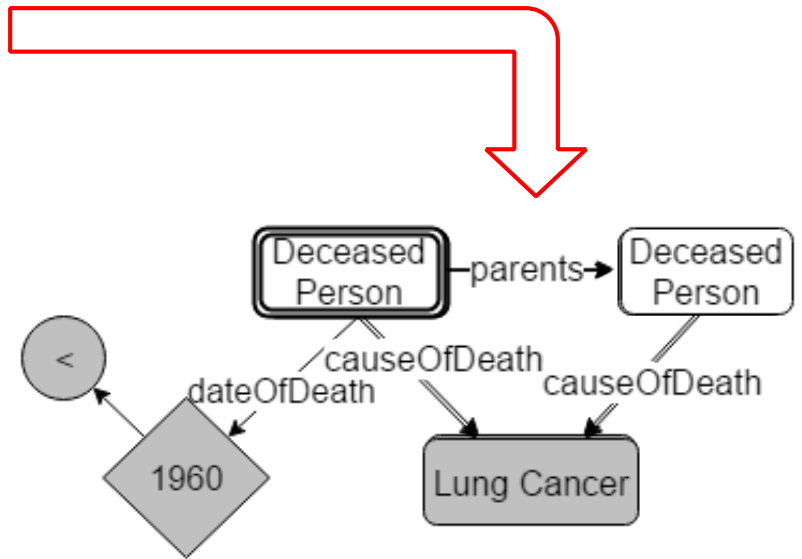 Deceased
Person
parents
Deceased
Person
<
causeOfDeath
dateOfDeath
causeOfDeath
1960
Lung Cancer